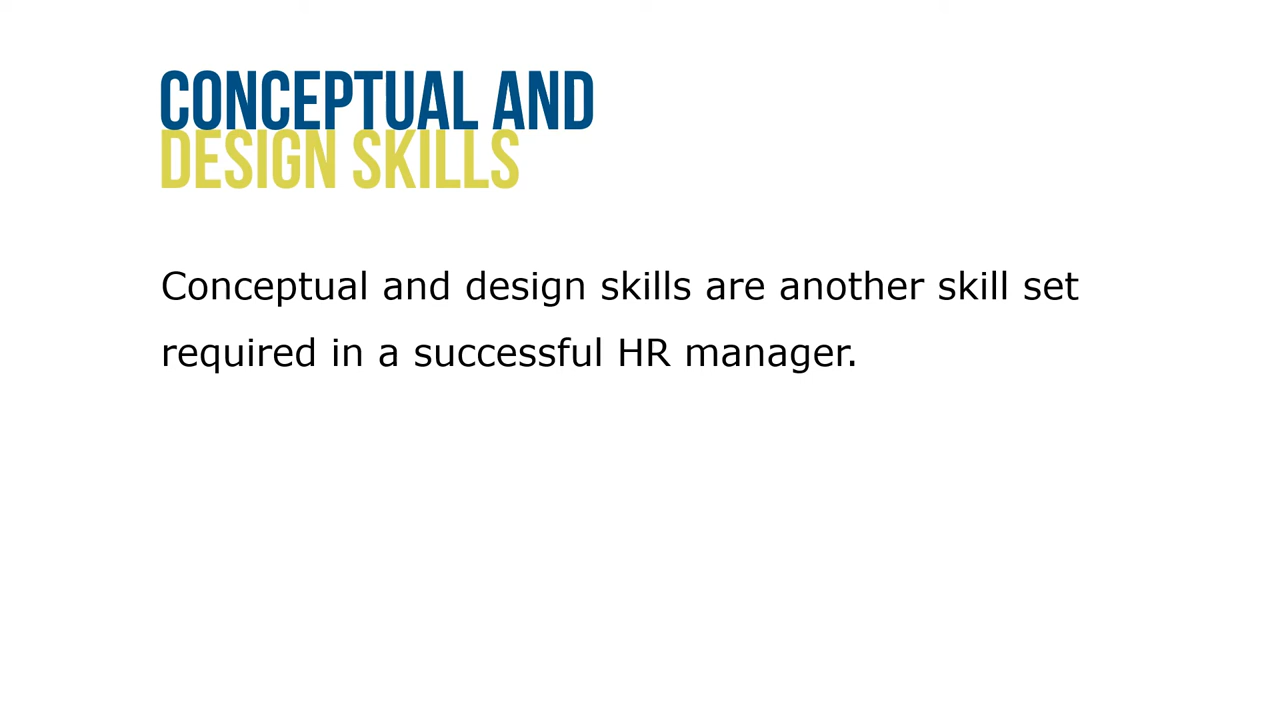 CONCEPTUAL AND
DESIGN SKILLS
Conceptual and design skills are another skill set
required in a successful HR manager.